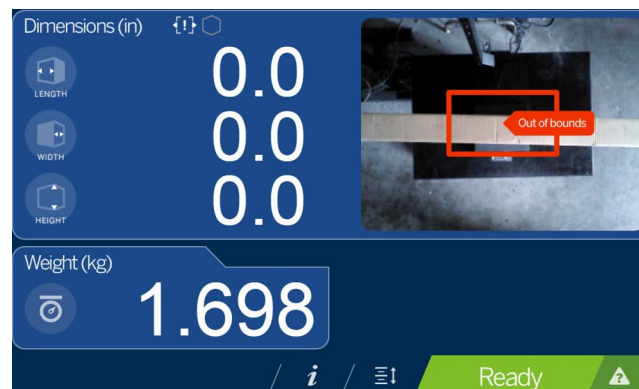 Dimensions (in) {!}
LENGTH
0.0
WIDTH
0.0
HEIGHT
0.0
Out of bounds
Weight (kg)
1.698
i
Ready
?